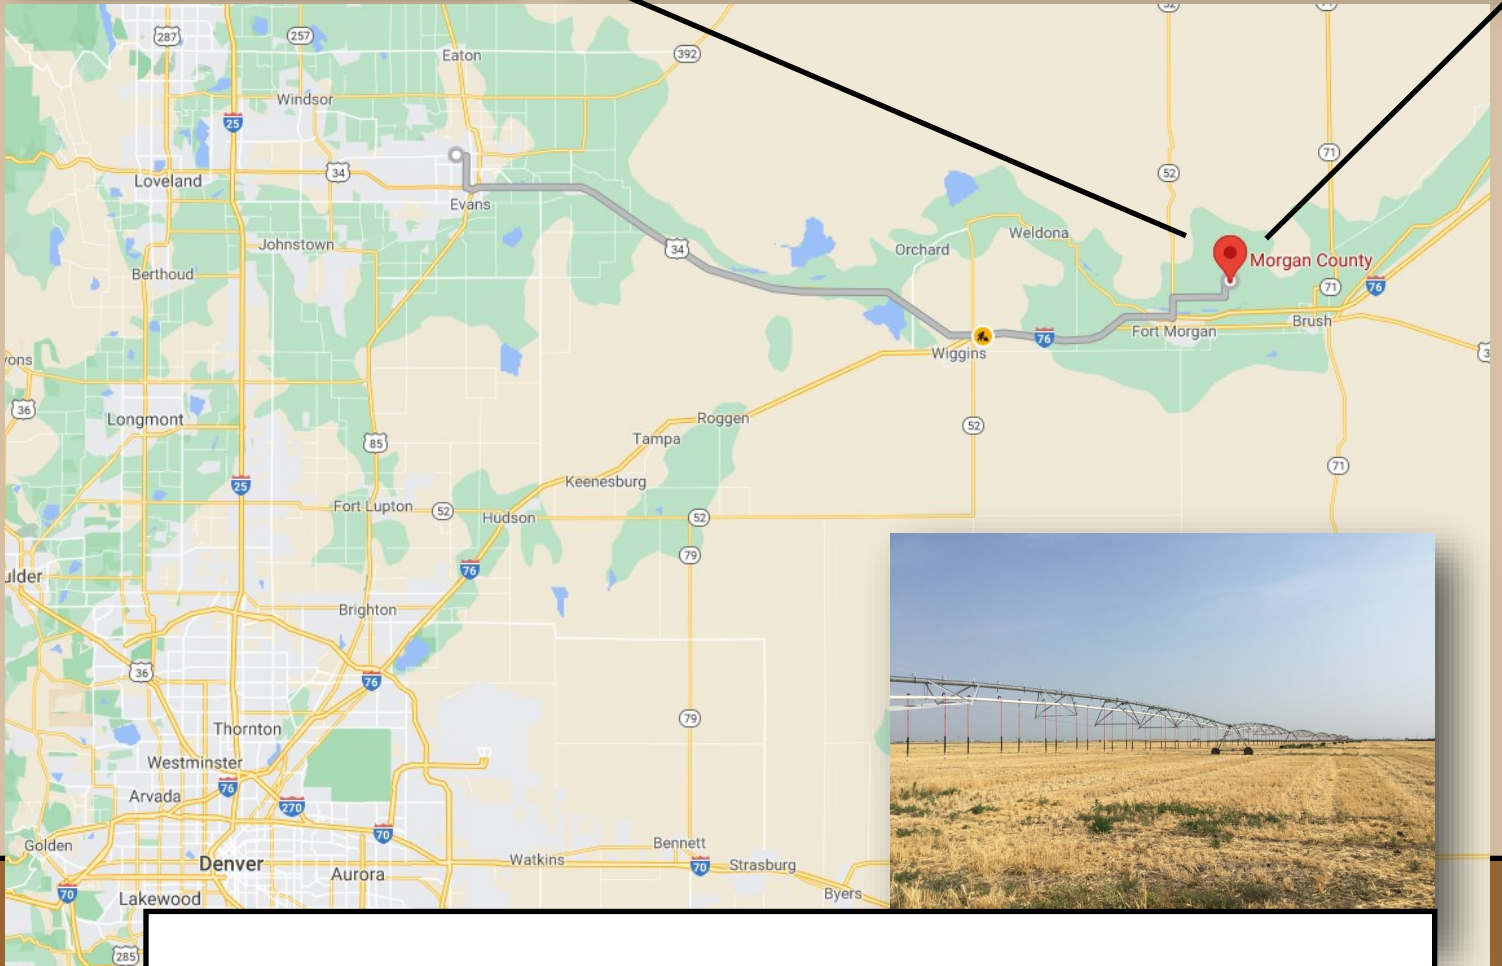 52
71
287
257
Eaton
392
Windsor
25
71
34
52
Loveland
Evans
Johnstown
34
Orchard
Weldona
Morgan County
Berthoud
71
76
76
Fort Morgan
Brush
Wiggins
36
Longmont
Roggen
52
85
Tampa
71
25
Keenesburg
Fort Lupton
52
Hudson
52
79
76
Brighton
36
76
79
Thornton
Westminster
76
Arvada
270
70
Golden
Denver
Aurora
Watkins
Bennett
70
Strasburg
70
Lakewood
Byers
285